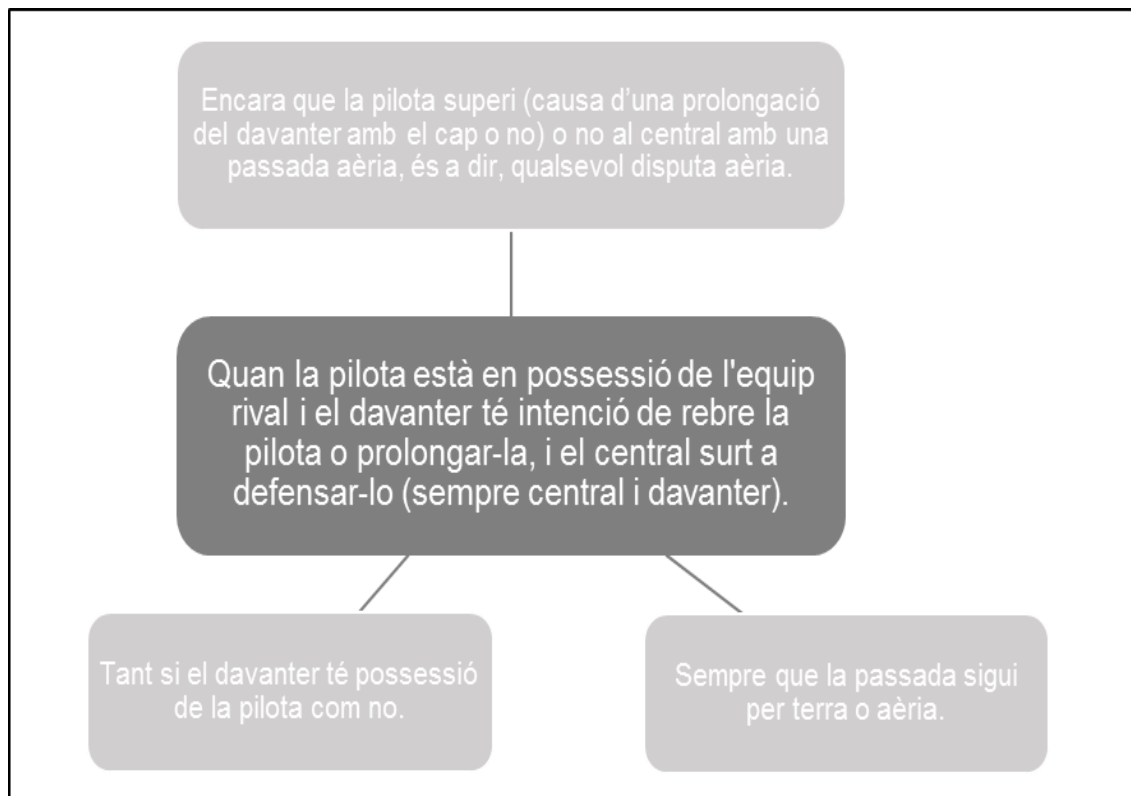 Encara que la pilota superi (causa d'una prolongació
del davanter amb el cap o no) o no al central amb una
passada aèria, és a dir, qualsevol disputa aèria.
Quan la pilota està en possessió de l'equip
rival i el davanter té intenció de rebre la
pilota o prolongar-la, i el central surt a
defensar-lo (sempre central i davanter).
Tant si el davanter té possessió
de la pilota com no.
Sempre que la passada sigui
per terra o aèria.